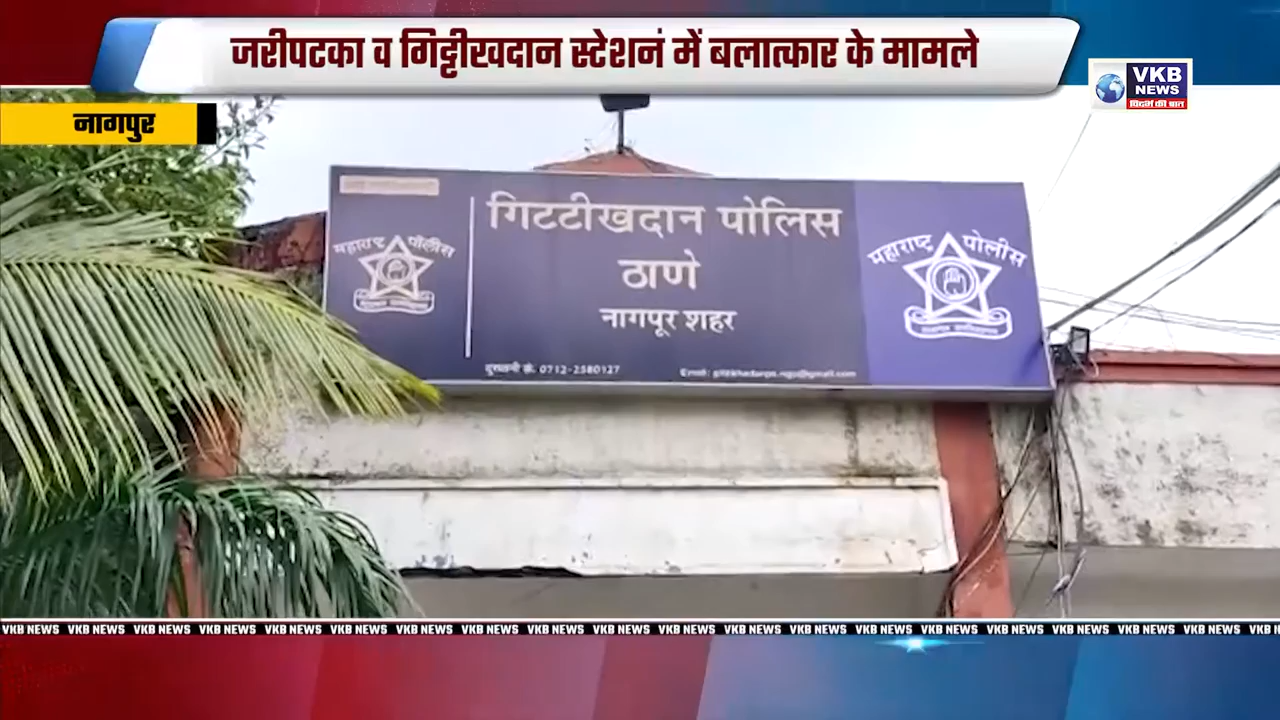 जरीपटका व गिट्टीखदान स्टेशनं में बलात्कार के मामले
VKB
NEWS
विदर्भ की बात
नागपुर
गिटटीखदान पोलिस
ठाणे
नागपूर शहर
महाराष्ट्र पोलीस
महाराष्ट्र पोलीस
दुरध्वनी क्रं. 0712-2580127
Email:
VKB NEWS VKB NEWS VKB NEWS VKB NEWS VKB NEWS VKB NEWS VKB NEWS VKB NEWS VKB NEWS VKB NEWS VKB NEWS VKB NEWS VKB NEWS VKB NEWS VKB NEWS VKB NEWS VKB NEWS VKB NEWS VKB NEWS VKB N